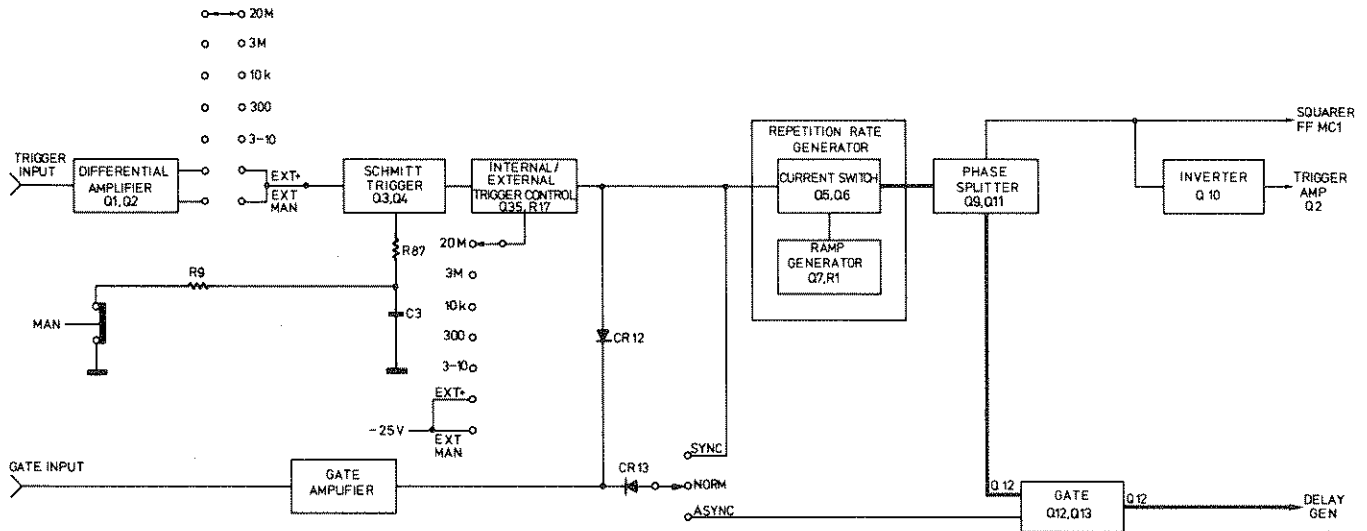 20M
3M
10k
300
3-10
TRIGGER
INPUT
DIFFERENTIAL
AMPLIFIER
Q1, Q2
EXT+
EXT
MAN
SCHMITT
TRIGGER
Q3, Q4
INTERNAL/
EXTERNAL
TRIGGER CONTROL
Q35, R17
REPETITION RATE
GENERATOR
CURRENT SWITCH
Q5, Q6
RAMP
GENERATOR
Q7, R1
PHASE
SPLITTER
Q9, Q11
SQUARER
FF MC1
INVERTER
Q 10
TRIGGER
AMP
Q2
R87
R9
C3
MAN
20M
3M
10k
300
3-10
EXT+
-25V
EXT
MAN
CR12
GATE INPUT
GATE
AMPUFIER
CR13
SYNC
NORM
ASYNC
Q 12
GATE
Q12, Q13
Q12
DELAY
GEN